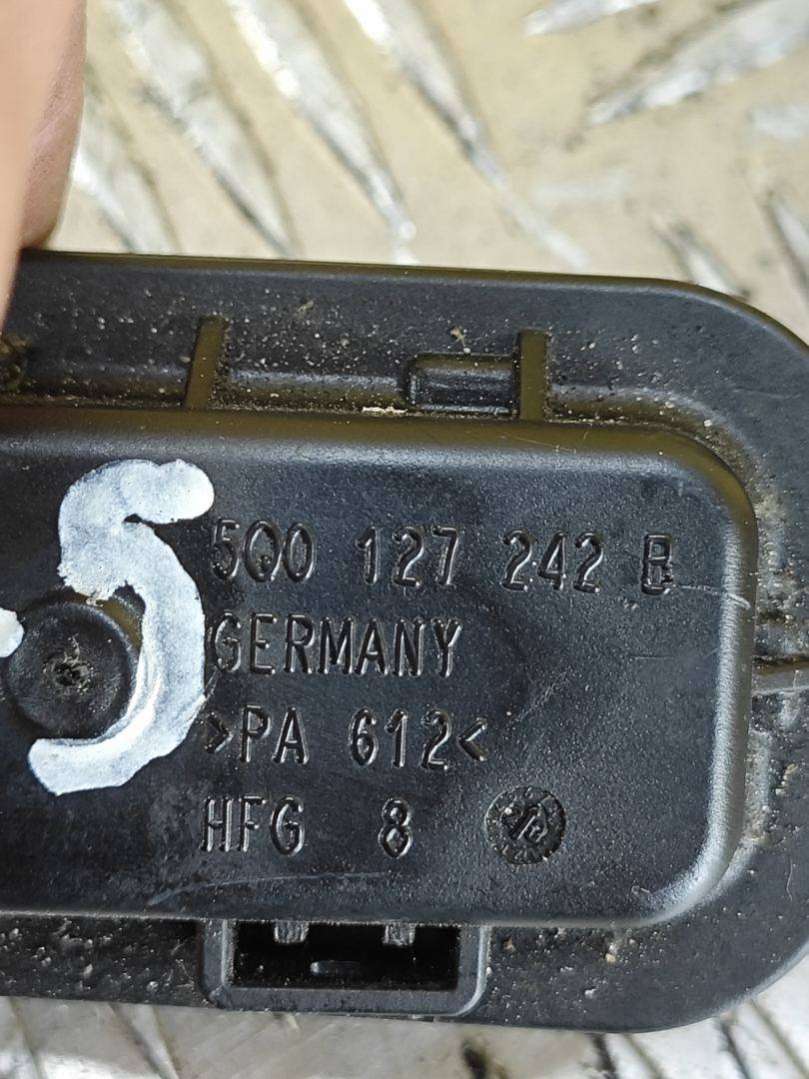 5Q0 127 242 B
GERMANY
>PA 612<
HFG 8
5